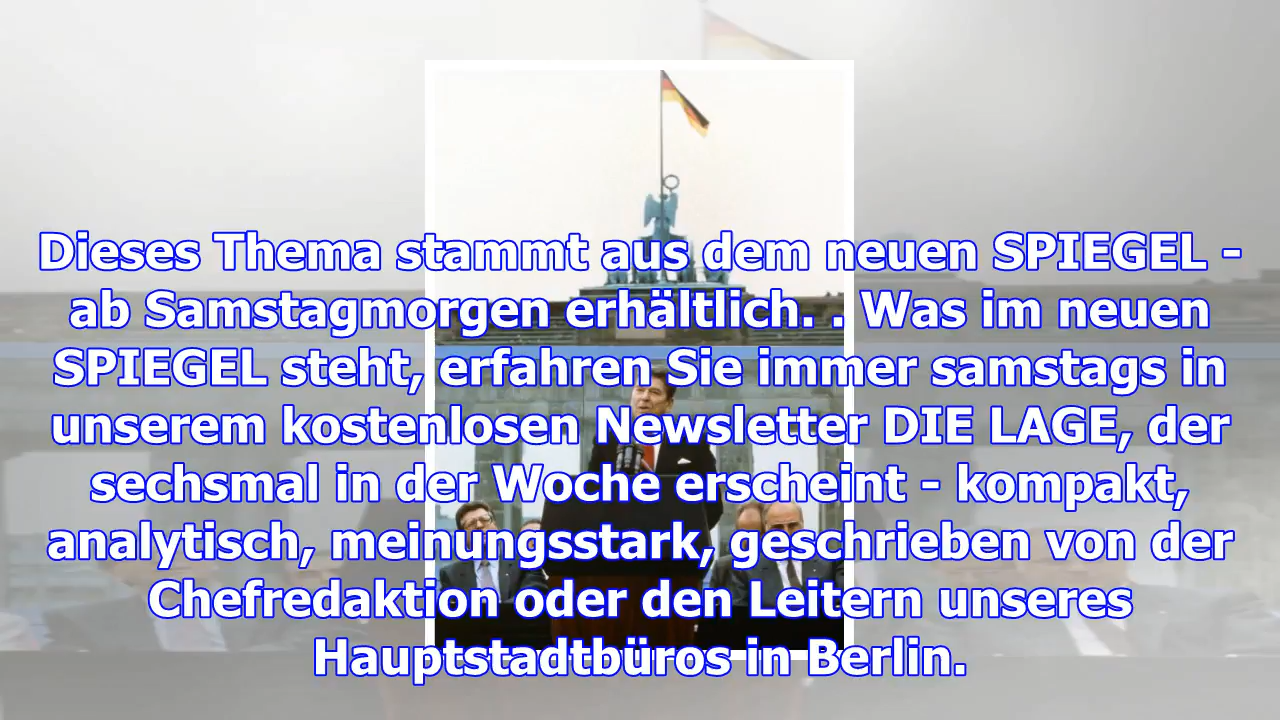 Dieses Thema stammt aus dem neuen SPIEGEL -
ab Samstagmorgen erhältlich. . Was im neuen
SPIEGEL steht, erfahren Sie immer samstags in
unserem kostenlosen Newsletter DIE LAGE, der
sechsmal in der Woche erscheint - kompakt,
analytisch, meinungsstark, geschrieben von der
Chefredaktion oder den Leitern unseres
Hauptstadtbüros in Berlin.